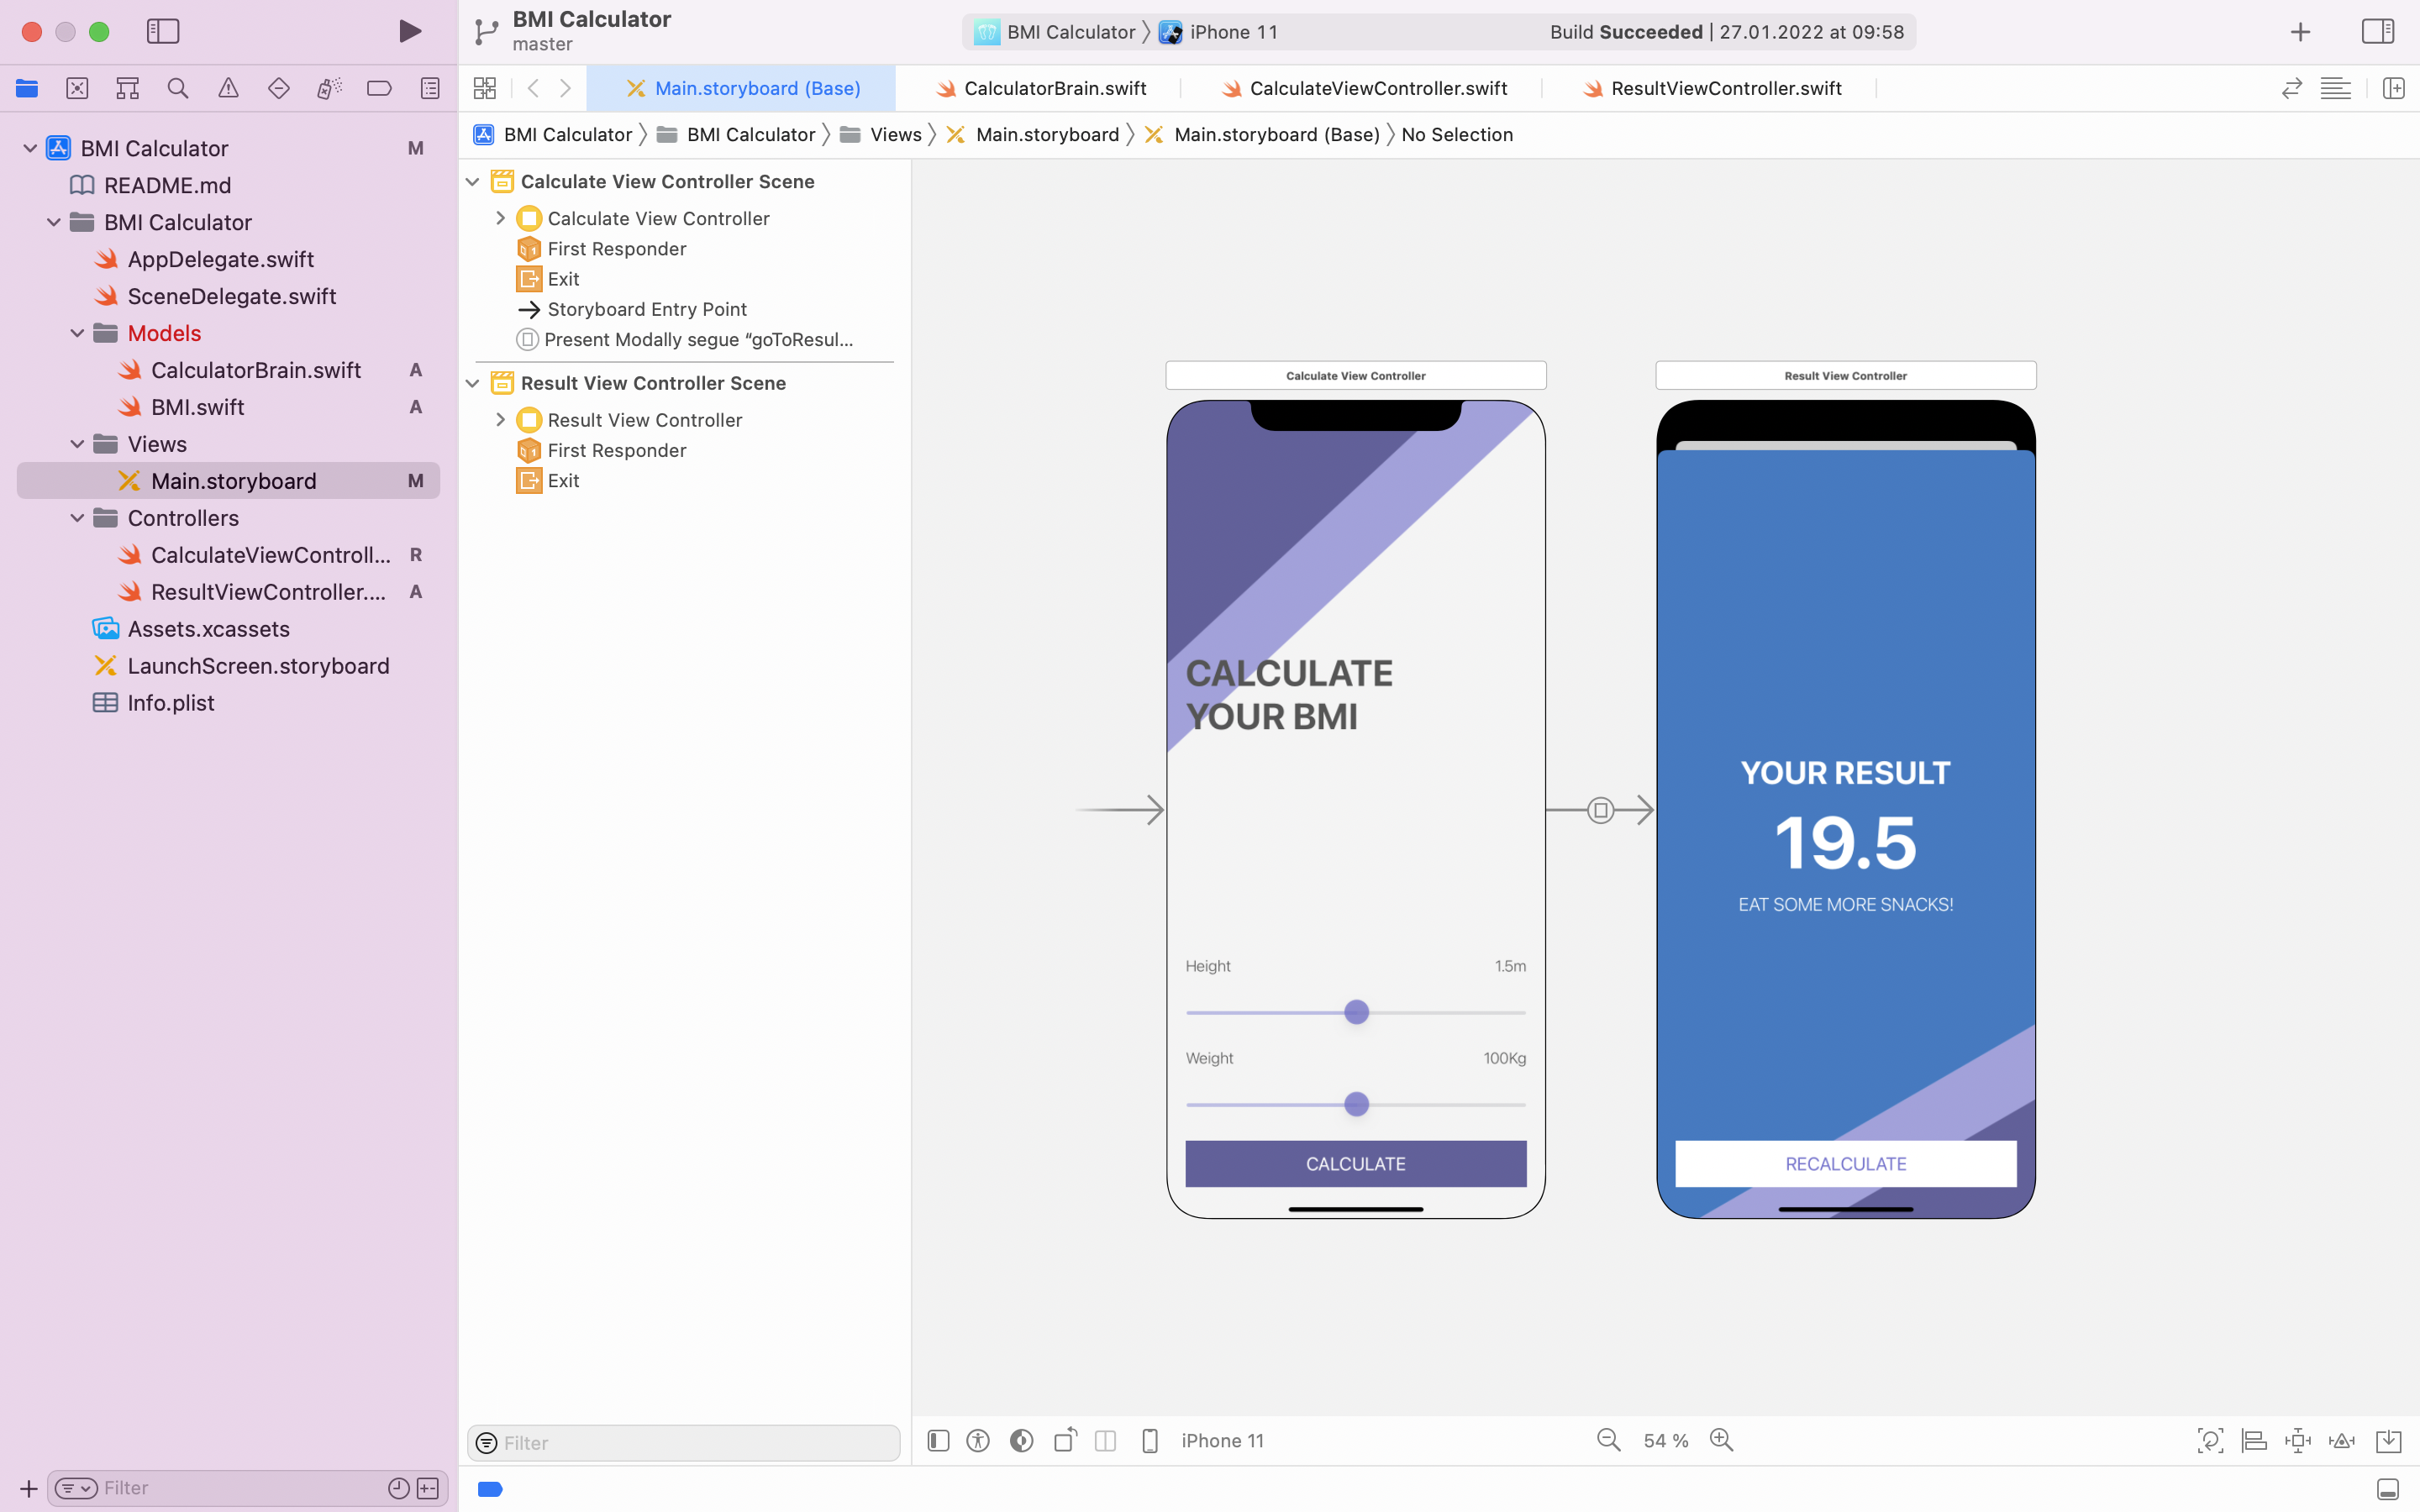 BMI Calculator
master
BMI Calculator
iPhone 11
Build Succeeded | 27.01.2022 at 09:58
Main.storyboard (Base)
CalculatorBrain.swift
CalculateViewController.swift
ResultViewController.swift
BMI Calculator
BMI Calculator
Views
Main.storyboard
Main.storyboard (Base)
No Selection
BMI Calculator M
README.md
BMI Calculator
AppDelegate.swift
SceneDelegate.swift
Models
CalculatorBrain.swift A
BMI.swift A
Views
Main.storyboard M
Controllers
CalculateViewControll... R
ResultViewController.... A
Assets.xcassets
LaunchScreen.storyboard
Info.plist
Filter
Calculate View Controller Scene
Calculate View Controller
First Responder
Exit
Storyboard Entry Point
Present Modally segue “goToResul...
Result View Controller Scene
Result View Controller
First Responder
Exit
Filter
Calculate View Controller
CALCULATE
YOUR BMI
Height 1.5m
Weight 100Kg
CALCULATE
Result View Controller
YOUR RESULT
19.5
EAT SOME MORE SNACKS!
RECALCULATE
iPhone 11
54 %